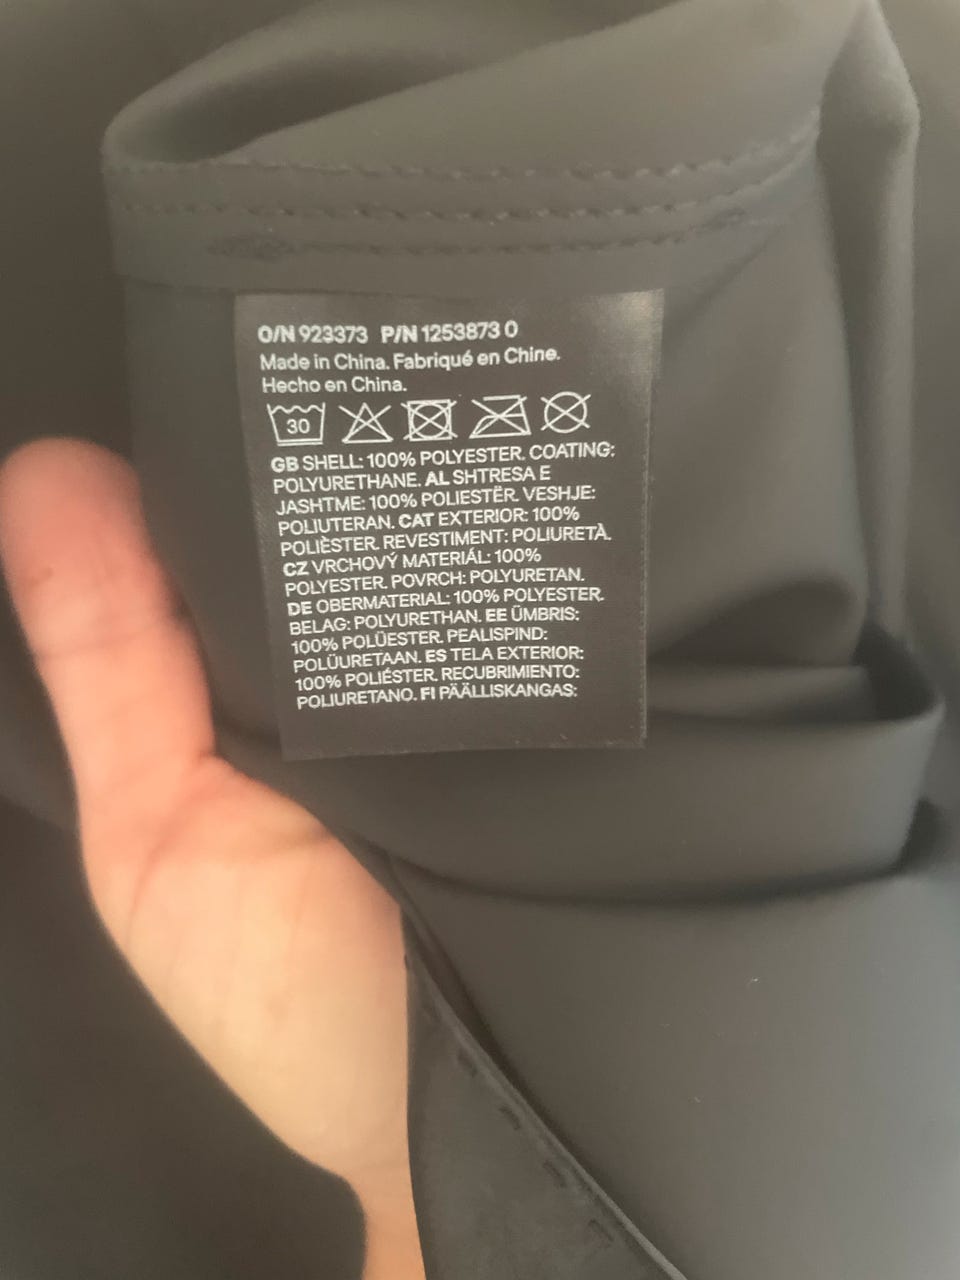 O/N 923373 P/N 1253873 0
Made in China. Fabriqué en Chine.
Hecho en China.
30
GB SHELL: 100% POLYESTER. COATING:
POLYURETHANE. AL SHTRESA E
JASHTME: 100% POLIESTËR. VESHJE:
POLIUTERAN. CAT EXTERIOR: 100%
POLIÈSTER. REVESTIMENT: POLIURETÀ.
CZ VRCHOVÝ MATERIÁL: 100%
POLYESTER. POVRCH: POLYURETAN.
DE OBERMATERIAL: 100% POLYESTER.
BELAG: POLYURETHAN. EE ÜMBRIS:
100% POLÜESTER. PEALISPIND:
POLÜURETAAN. ES TELA EXTERIOR:
100% POLIÉSTER. RECUBRIMIENTO:
POLIURETANO. FI PÄÄLLISKANGAS: